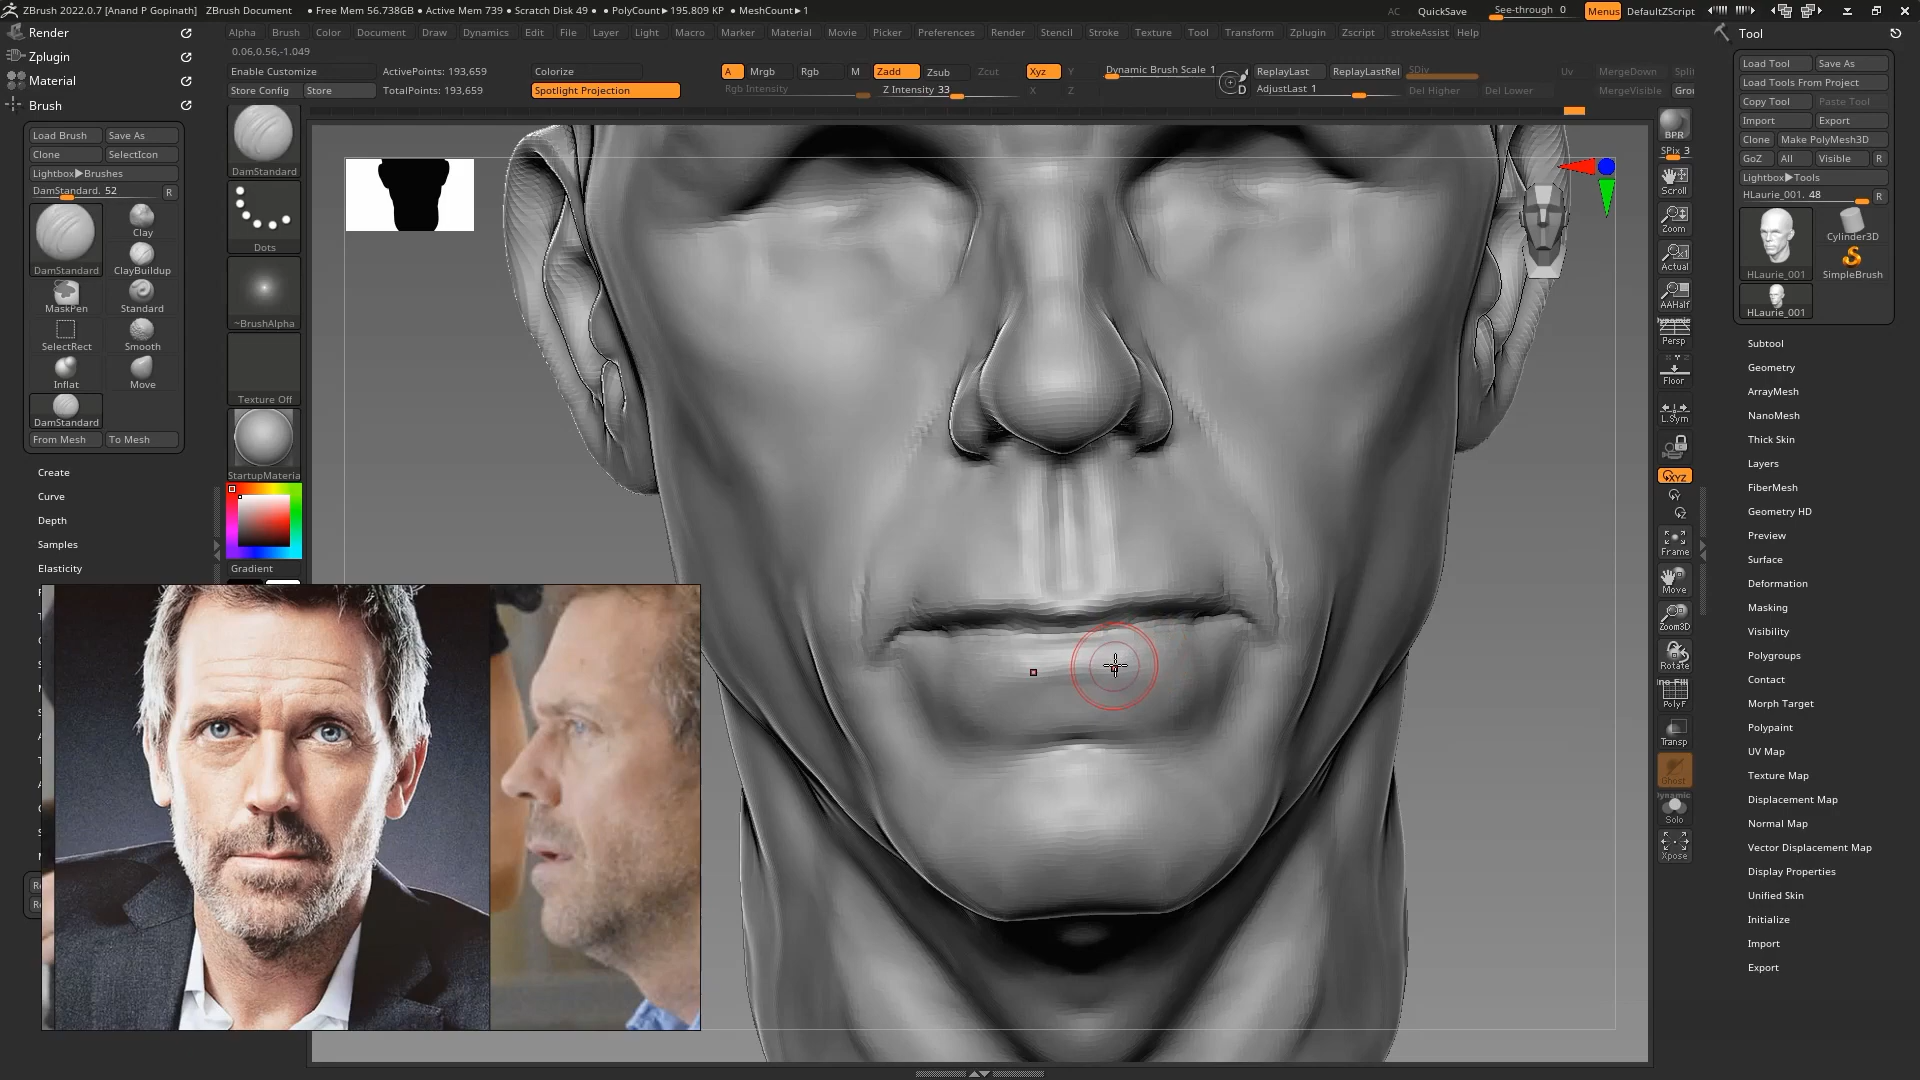 ZBrush 2022.0.7 [Anand P Gopinath] ZBrush Document • Free Mem 56.738GB • Active Mem 739 • Scratch Disk 49 • PolyCount►195.809 KP • MeshCount►1 AC QuickSave See-through 0 Menus DefaultZScript
Render
Zplugin
Material
Brush
Alpha Brush Color Document Draw Dynamics Edit File Layer Light Macro Marker Material Movie Picker Preferences Render Stencil Stroke Texture Tool Transform Zplugin Zscript strokeAssist Help
0.06,0.56,-1.049
Enable Customize ActivePoints: 193,659 Colorize A Mrgb Rgb M Zadd Zsub Zcut Xyz Y Dynamic Brush Scale 1 ReplayLast ReplayLastRel SDiv Uv MergeDown Split
Store Config Store TotalPoints: 193,659 Spotlight Projection Rgb Intensity Z Intensity 33 X Z D AdjustLast 1 Del Higher Del Lower MergeVisible Grou
Load Brush Save As
Clone SelectIcon
Lightbox►Brushes
DamStandard. 52 R
DamStandard
Clay
ClayBuildup
MaskPen Standard
SelectRect Smooth
Inflat Move
DamStandard
From Mesh To Mesh
Create
Curve
Depth
Samples
Elasticity
DamStandard
Dots
~BrushAlpha
Texture Off
StartupMateria
Gradient
BPR
SPix 3
Scroll
Zoom
Actual
AAHalf
Dynamic
Persp
Floor
L.Sym
XYZ
Y
Z
Frame
Move
Zoom3D
Rotate
PolyF
Transp
Ghost
Dynamic
Solo
Xpose
Tool
Load Tool Save As
Load Tools From Project
Copy Tool Paste Tool
Import Export
Clone Make PolyMesh3D
GoZ All Visible R
Lightbox►Tools
HLaurie_001. 48 R
HLaurie_001
Cylinder3D
SimpleBrush
HLaurie_001
Subtool
Geometry
ArrayMesh
NanoMesh
Thick Skin
Layers
FiberMesh
Geometry HD
Preview
Surface
Deformation
Masking
Visibility
Polygroups
Contact
Morph Target
Polypaint
UV Map
Texture Map
Displacement Map
Normal Map
Vector Displacement Map
Display Properties
Unified Skin
Initialize
Import
Export